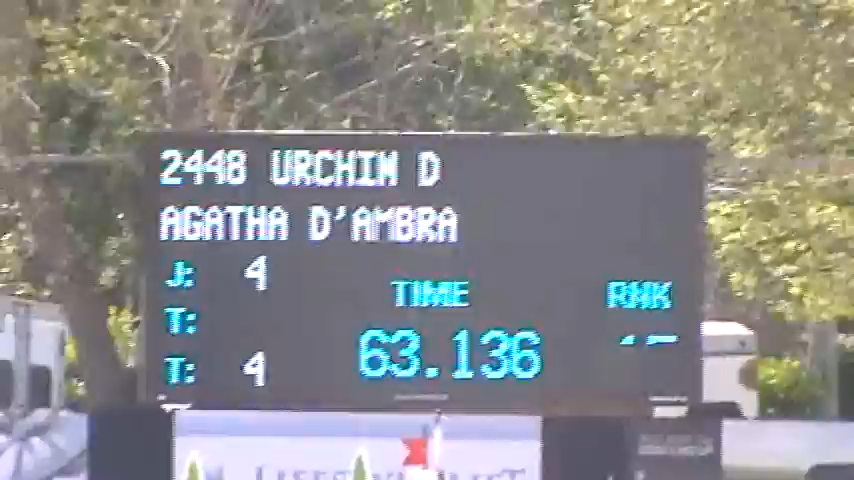 2448 URCHIN D
AGATHA D'AMBRA
J: 4
TIME RNK
T:
63.136
T: 4